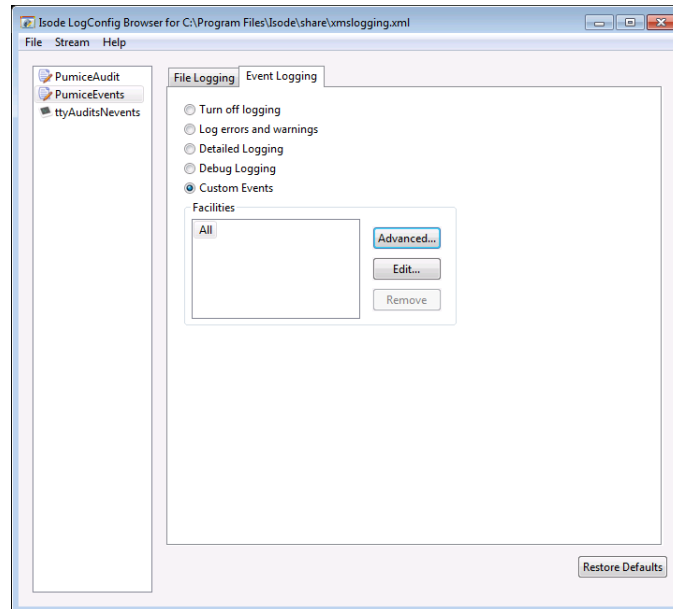 Isode LogConfig Browser for C:\Program Files\Isode\share\xmslogging.xml
File Stream Help
PumiceAudit
PumiceEvents
ttyAuditsNevents
File Logging Event Logging
Turn off logging
Log errors and warnings
Detailed Logging
Debug Logging
Custom Events
Facilities
All
Advanced...
Edit...
Remove
Restore Defaults